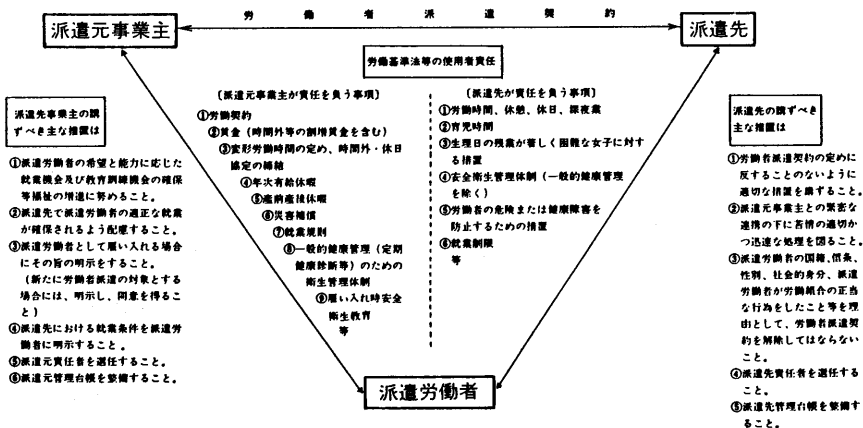 労働者派遣契約
派遣元事業主
派遣先
労働基準法等の使用者責任
派遣先事業主の講
ずべき主な措置は
①派遣労働者の希望と能力に応じた
就業機会及び教育訓練機会の確保
等福祉の増進に努めること。
②派遣先で派遣労働者の適正な就業
が確保されるよう配慮すること。
③派遣労働者として雇い入れる場合
にその旨の明示をすること。
(新たに労働者派遣の対象とする
場合には、明示し、同意を得るこ
と)
④派遣先における就業条件を派遣労
働者に明示すること。
⑤派遣元責任者を選任すること。
⑥派遣元管理台帳を整備すること。
〔派遣元事業主が責任を負う事項〕
①労働契約
②賃金(時間外等の割増賃金を含む)
③変形労働時間の定め、時間外・休日
協定の締結
④年次有給休暇
⑤産前産後休暇
⑥災害補償
⑦就業規則
⑧一般的健康管理(定期
健康診断等)のための
衛生管理体制
⑨雇い入れ時安全
衛生教育
等
〔派遣先が責任を負う事項〕
①労働時間、休憩、休日、深夜業
②育児時間
③生理日の就業が著しく困難な女子に対す
る措置
④安全衛生管理体制(一般的健康管理
を除く)
⑤労働者の危険または健康障害を
防止するための措置
⑥就業制限
等
派遣先の講ずべき
主な措置は
①労働者派遣契約の定めに
反することのないように
適切な措置を講ずること。
②派遣元事業主との緊密な
連携の下に苦情の適切か
つ迅速な処理を図ること。
③派遣労働者の国籍、信条、
性別、社会的身分、派遣
労働者が労働組合の正当
な行為をしたこと等を理
由として、労働者派遣契
約を解除してはならない
こと。
④派遣先責任者を選任する
こと。
⑤派遣先管理台帳を整備す
ること。
派遣労働者